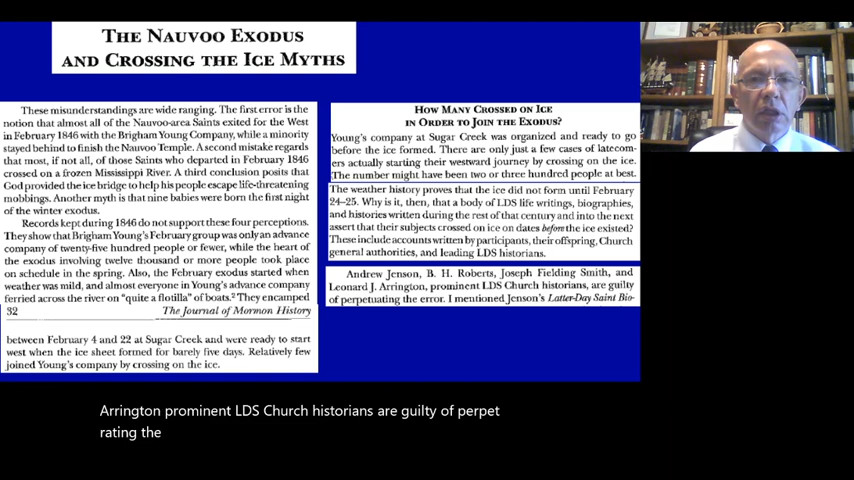 THE NAUVOO EXODUS
AND CROSSING THE ICE MYTHS
These misunderstandings are wide ranging. The first error is the
notion that almost all of the Nauvoo-area Saints exited for the West
in February 1846 with the Brigham Young Company, while a minority
stayed behind to finish the Nauvoo Temple. A second mistake regards
that most, if not all, of those Saints who departed in February 1846
crossed on a frozen Mississippi River. A third conclusion posits that
God provided the ice bridge to help his people escape life-threatening
mobbings. Another myth is that nine babies were born the first night
of the winter exodus.
Records kept during 1846 do not support these four perceptions.
They show that Brigham Young's February group was only an advance
company of twenty-five hundred people or fewer, while the heart of
the exodus involving twelve thousand or more people took place
on schedule in the spring. Also, the February exodus started when
weather was mild, and almost everyone in Young's advance company
ferried across the river on "quite a flotilla" of boats.² They encamped
32 The Journal of Mormon History
between February 4 and 22 at Sugar Creek and were ready to start
west when the ice sheet formed for barely five days. Relatively few
joined Young's company by crossing on the ice.
HOW MANY CROSSED ON ICE
IN ORDER TO JOIN THE EXODUS?
Young's company at Sugar Creek was organized and ready to go
before the ice formed. There are only just a few cases of latecom-
ers actually starting their westward journey by crossing on the ice.
The number might have been two or three hundred people at best.
The weather history proves that the ice did not form until February
24–25. Why is it, then, that a body of LDS life writings, biographies,
and histories written during the rest of that century and into the next
assert that their subjects crossed on ice on dates before the ice existed?
These include accounts written by participants, their offspring, Church
general authorities, and leading LDS historians.
Andrew Jenson, B. H. Roberts, Joseph Fielding Smith, and
Leonard J. Arrington, prominent LDS Church historians, are guilty
of perpetuating the error. I mentioned Jenson's Latter-Day Saint Bio-
Arrington prominent LDS Church historians are guilty of perpet
rating the